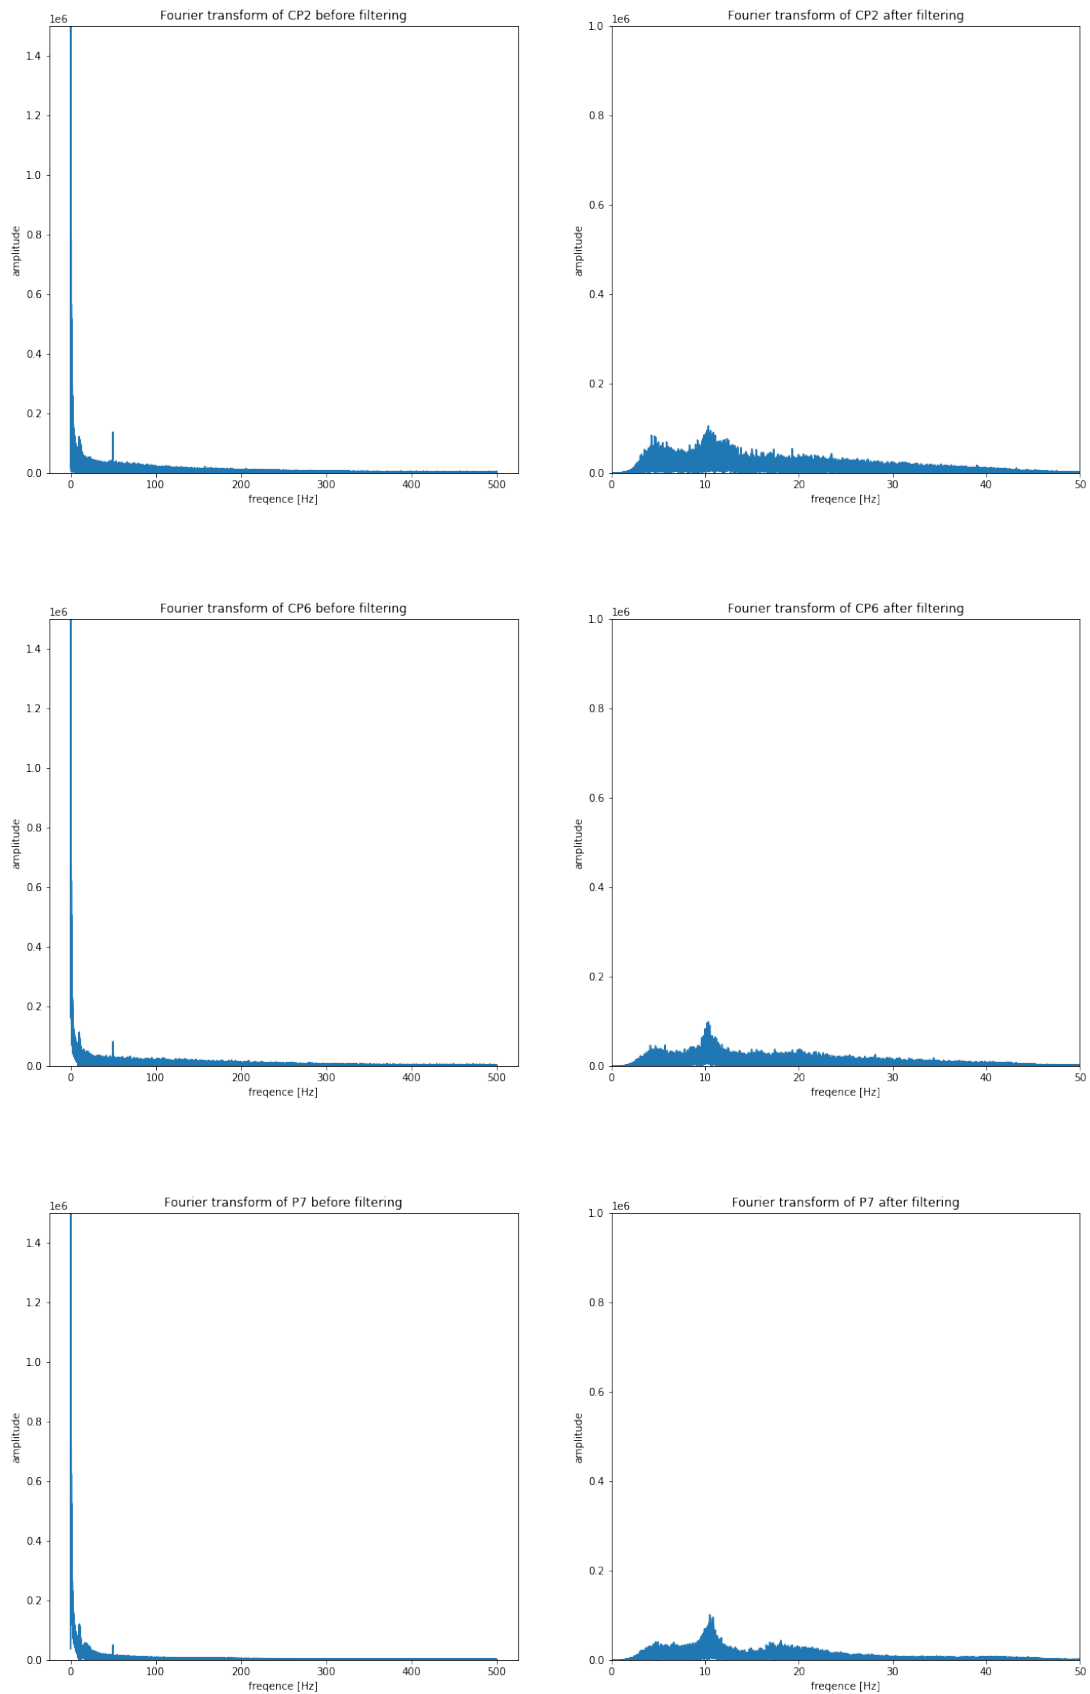 Fourier transform of CP2 before filtering
1e6
1.4
1.2
1.0
0.8
0.6
0.4
0.2
0.0
amplitude
0 100 200 300 400 500
freqence [Hz]
Fourier transform of CP2 after filtering
1e6
1.0
0.8
0.6
0.4
0.2
0.0
amplitude
0 10 20 30 40 50
freqence [Hz]
Fourier transform of CP6 before filtering
1e6
1.4
1.2
1.0
0.8
0.6
0.4
0.2
0.0
amplitude
0 100 200 300 400 500
freqence [Hz]
Fourier transform of CP6 after filtering
1e6
1.0
0.8
0.6
0.4
0.2
0.0
amplitude
0 10 20 30 40 50
freqence [Hz]
Fourier transform of P7 before filtering
1e6
1.4
1.2
1.0
0.8
0.6
0.4
0.2
0.0
amplitude
0 100 200 300 400 500
freqence [Hz]
Fourier transform of P7 after filtering
1e6
1.0
0.8
0.6
0.4
0.2
0.0
amplitude
0 10 20 30 40 50
freqence [Hz]